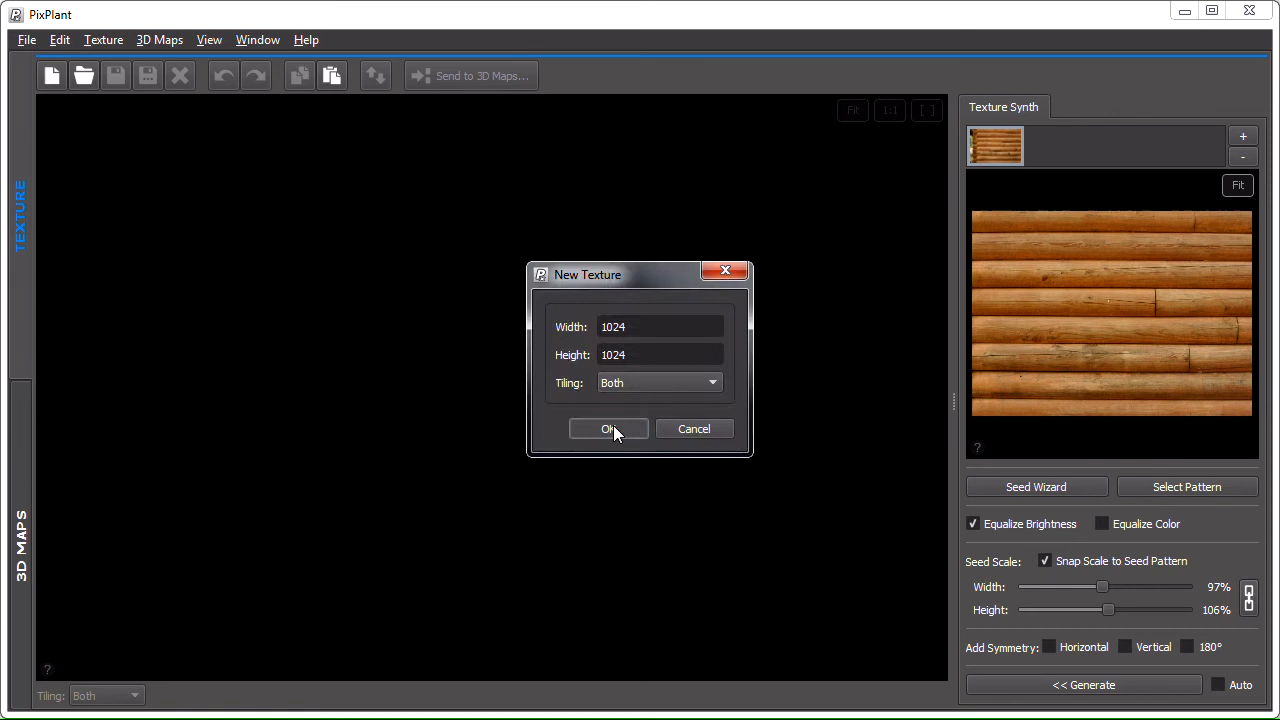 PixPlant
File Edit Texture 3D Maps View Window Help
Send to 3D Maps...
Fit 1:1 [ ]
Texture Synth
+
-
Fit
TEXTURE
3D MAPS
New Texture
Width: 1024
Height: 1024
Tiling: Both
OK Cancel
?
Seed Wizard Select Pattern
Equalize Brightness Equalize Color
Seed Scale: Snap Scale to Seed Pattern
Width: 97%
Height: 106%
Add Symmetry: Horizontal Vertical 180°
<< Generate Auto
?
Tiling: Both